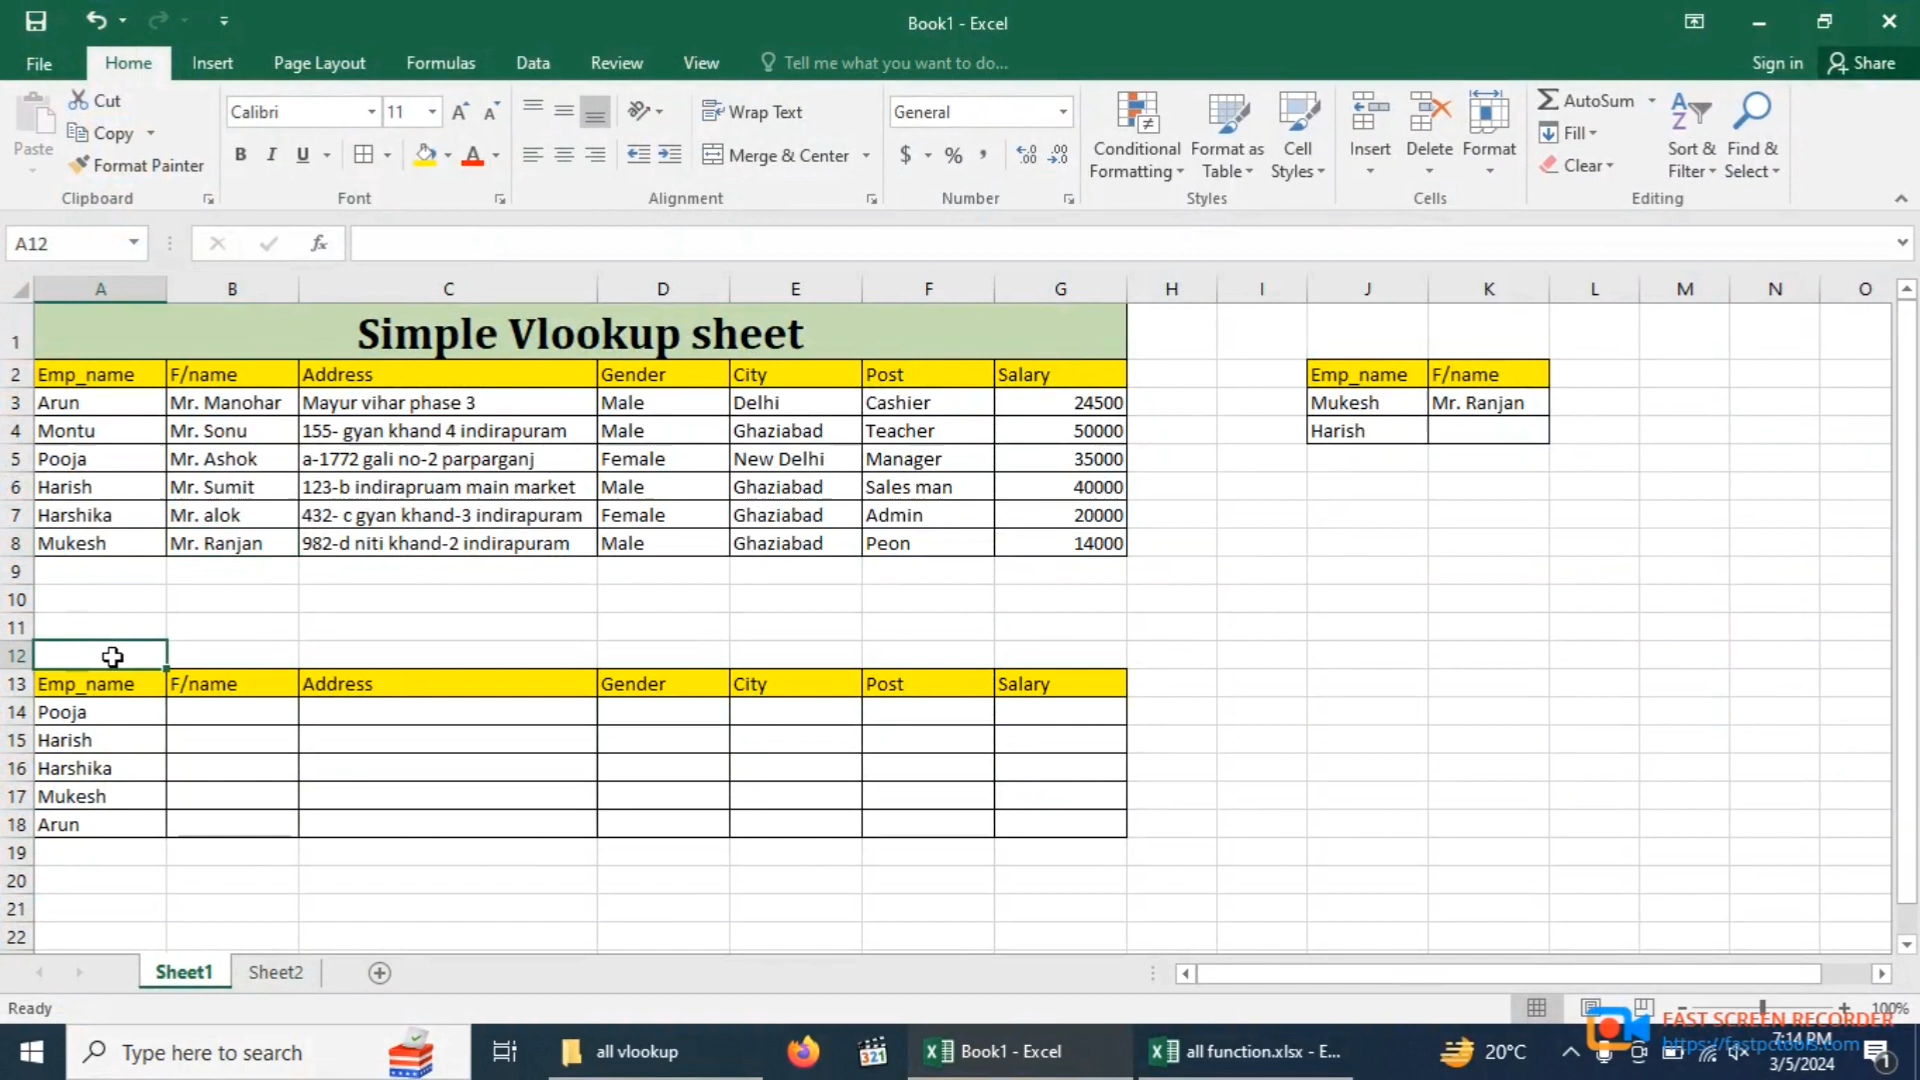 Book1 - Excel
File Home Insert Page Layout Formulas Data Review View Tell me what you want to do... Sign in Share
Paste
Cut
Copy
Format Painter
Clipboard
Calibri 11
B I U
Font
Wrap Text
Merge & Center
Alignment
General
$ % ,
Number
Conditional Formatting
Format as Table
Cell Styles
Styles
Insert Delete Format
Cells
AutoSum
Fill
Clear
Sort & Filter
Find & Select
Editing
A12 fx
A B C D E F G H I J K L M N O
1 Simple Vlookup sheet
2 Emp_name F/name Address Gender City Post Salary Emp_name F/name
3 Arun Mr. Manohar Mayur vihar phase 3 Male Delhi Cashier 24500 Mukesh Mr. Ranjan
4 Montu Mr. Sonu 155- gyan khand 4 indirapuram Male Ghaziabad Teacher 50000 Harish
5 Pooja Mr. Ashok a-1772 gali no-2 parparganj Female New Delhi Manager 35000
6 Harish Mr. Sumit 123-b indirapruam main market Male Ghaziabad Sales man 40000
7 Harshika Mr. alok 432- c gyan khand-3 indirapuram Female Ghaziabad Admin 20000
8 Mukesh Mr. Ranjan 982-d niti khand-2 indirapuram Male Ghaziabad Peon 14000
9
10
11
12
13 Emp_name F/name Address Gender City Post Salary
14 Pooja
15 Harish
16 Harshika
17 Mukesh
18 Arun
19
20
21
22
Sheet1 Sheet2
Ready 100%
FAST SCREEN RECORDER
https://fastpctools.com
Type here to search all vlookup 321 Book1 - Excel all function.xlsx - E... 20°C 7:14 PM 1
3/5/2024